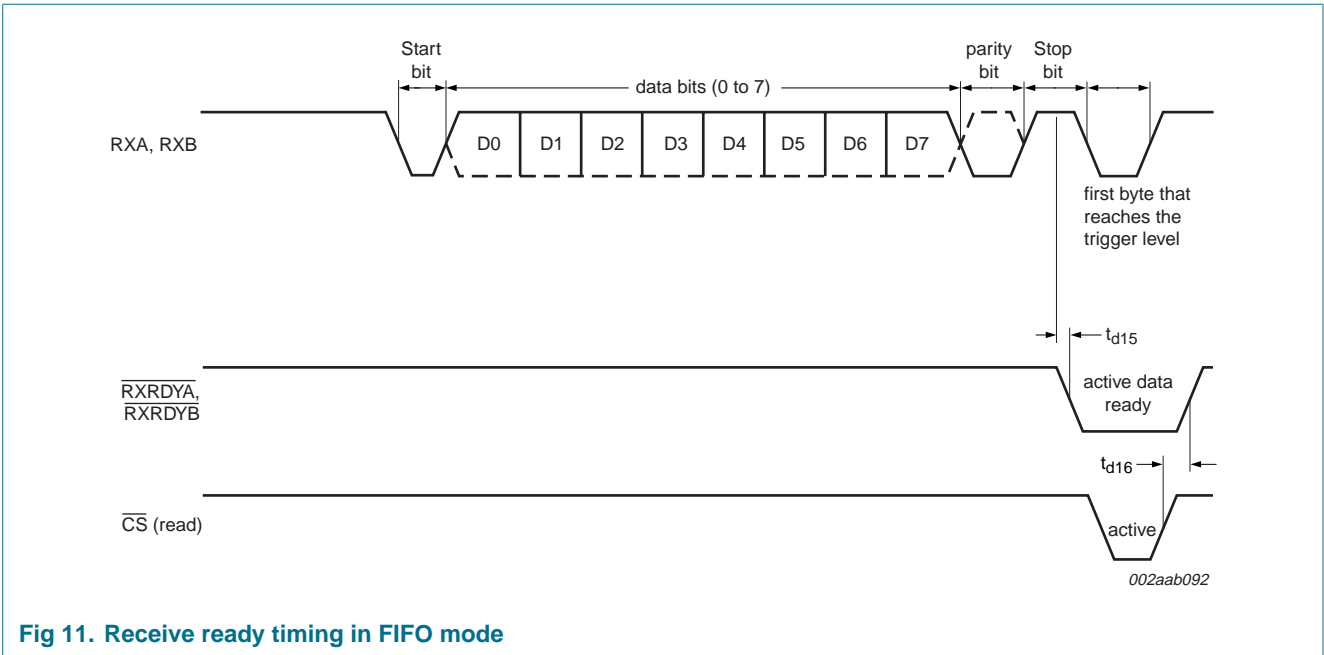 Start
bit
parity
bit
Stop
bit
data bits (0 to 7)
RXA, RXB
D0 D1 D2 D3 D4 D5 D6 D7
first byte that
reaches the
trigger level
td15
RXRDYA,
RXRDYB
active data
ready
td16
CS (read)
active
002aab092
Fig 11. Receive ready timing in FIFO mode